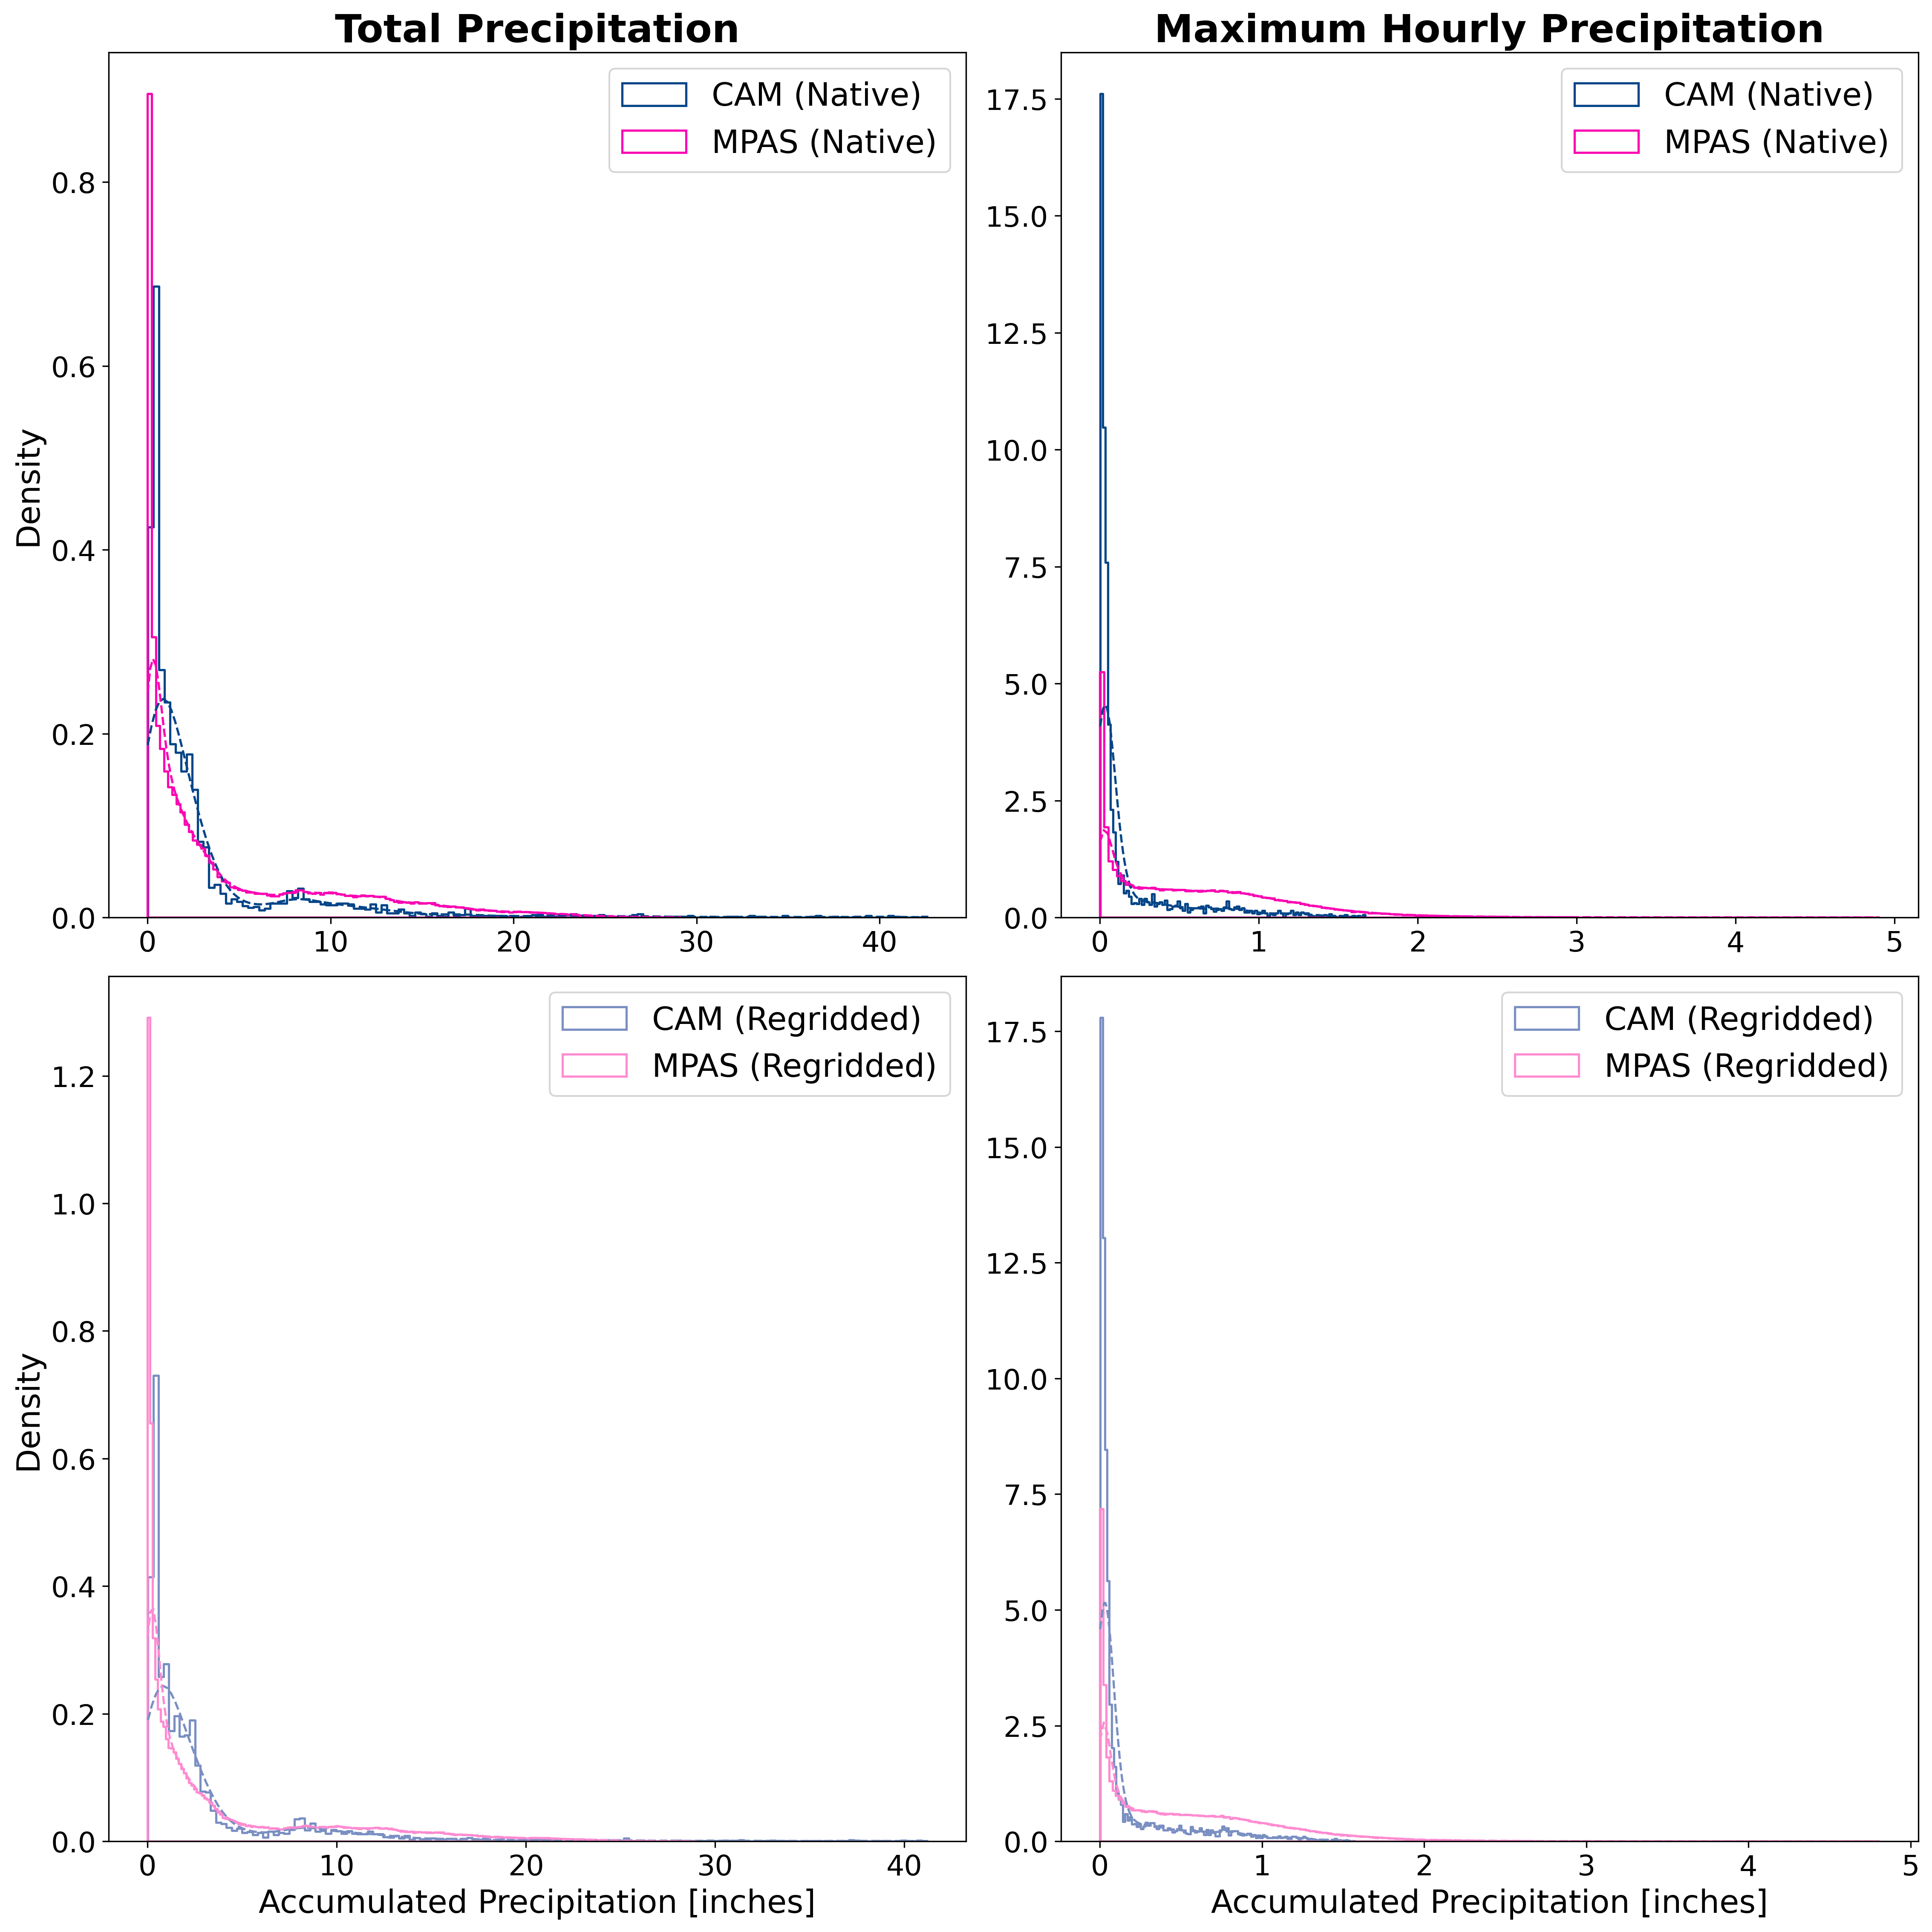 Total Precipitation
CAM (Native)
MPAS (Native)
Density
0.8
0.6
0.4
0.2
0.0
0 10 20 30 40
Maximum Hourly Precipitation
CAM (Native)
MPAS (Native)
17.5
15.0
12.5
10.0
7.5
5.0
2.5
0.0
0 1 2 3 4 5
CAM (Regridded)
MPAS (Regridded)
Density
1.2
1.0
0.8
0.6
0.4
0.2
0.0
0 10 20 30 40
Accumulated Precipitation [inches]
CAM (Regridded)
MPAS (Regridded)
17.5
15.0
12.5
10.0
7.5
5.0
2.5
0.0
0 1 2 3 4 5
Accumulated Precipitation [inches]